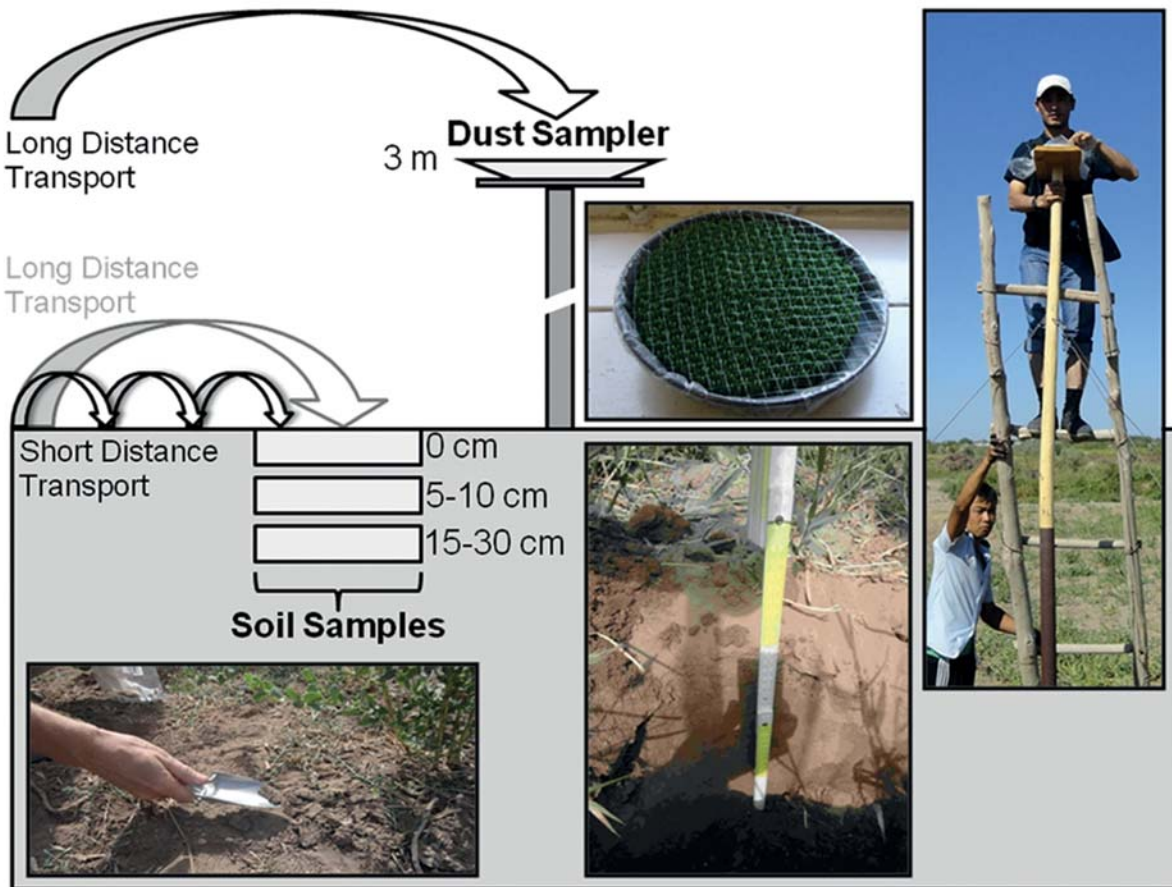 Long Distance
Transport
Dust Sampler
3 m
Long Distance
Transport
Short Distance
Transport
0 cm
5-10 cm
15-30 cm
Soil Samples